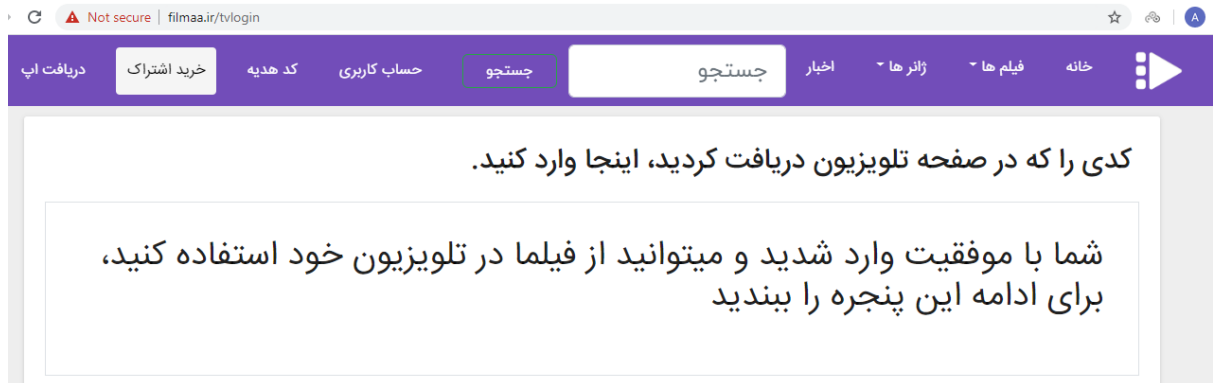 Not secure | filmaa.ir/tvlogin
A
خانه فیلم ها ژانر ها اخبار جستجو جستجو حساب کاربری کد هدیه خرید اشتراک دریافت اپ
کدی را که در صفحه تلویزیون دریافت کردید، اینجا وارد کنید.
شما با موفقیت وارد شدید و میتوانید از فیلما در تلویزیون خود استفاده کنید،
برای ادامه این پنجره را ببندید